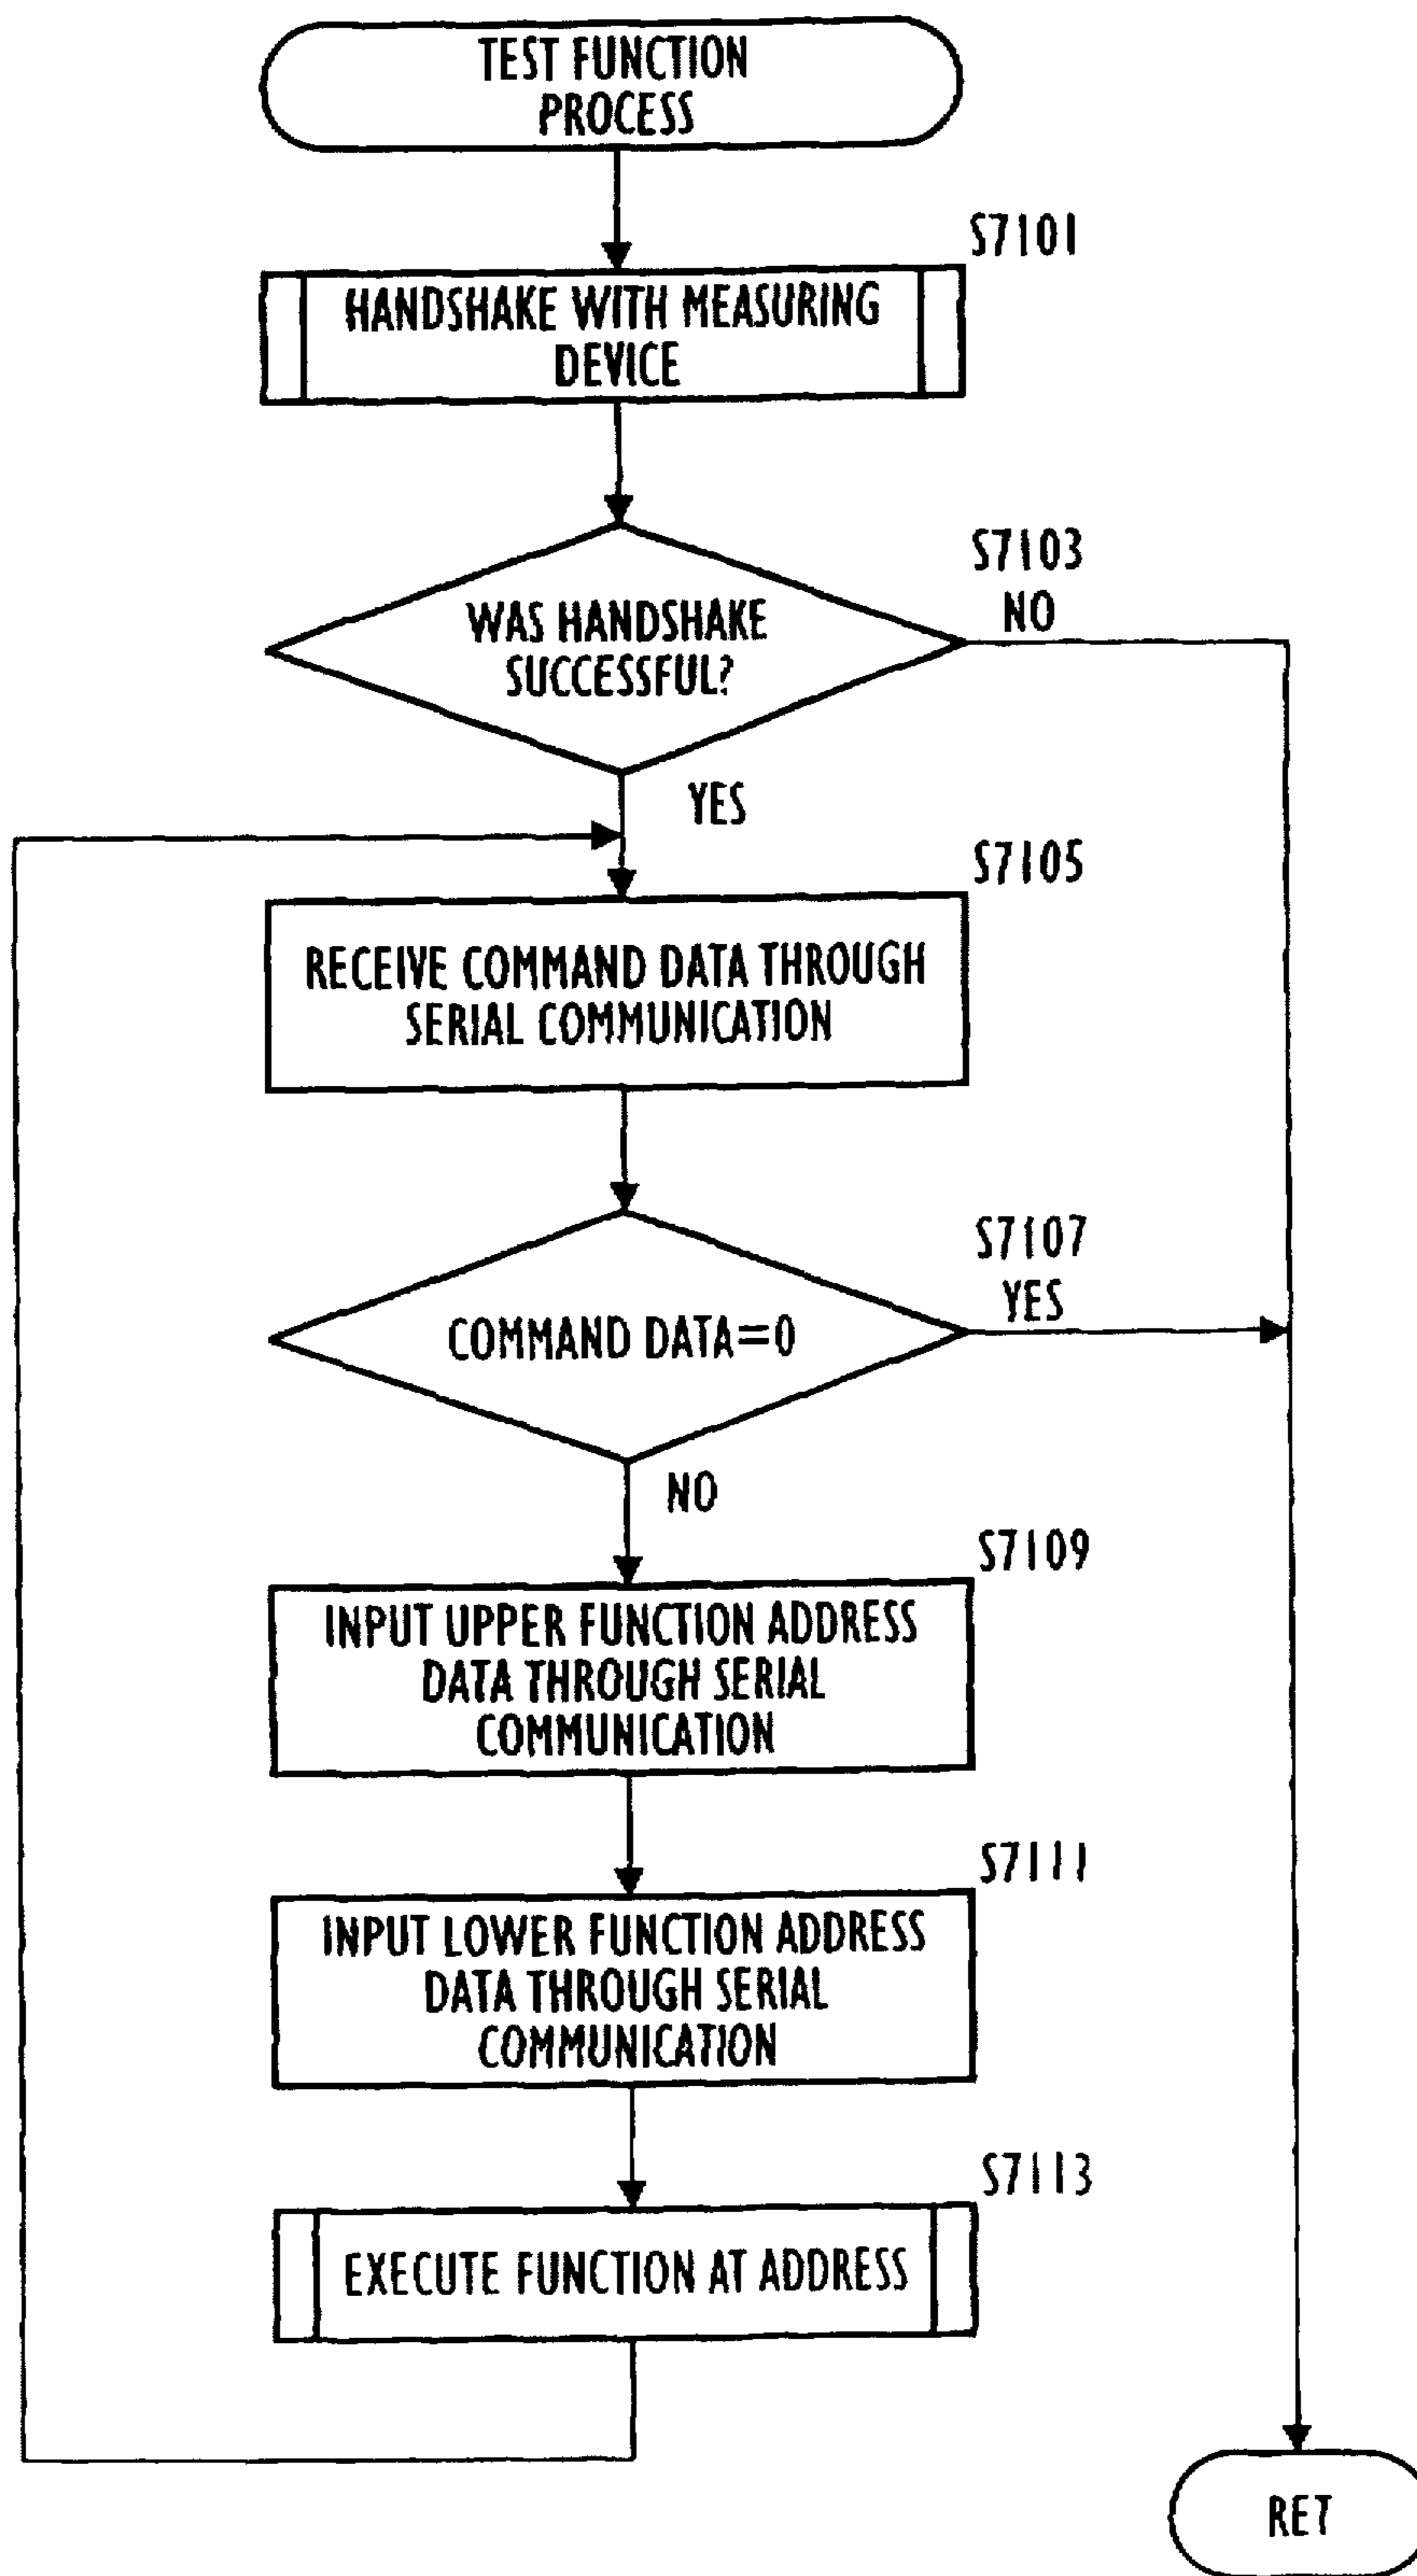 TEST FUNCTION
PROCESS
S7101
HANDSHAKE WITH MEASURING
DEVICE
S7103
NO
WAS HANDSHAKE
SUCCESSFUL?
YES
S7105
RECEIVE COMMAND DATA THROUGH
SERIAL COMMUNICATION
S7107
YES
COMMAND DATA=0
NO
S7109
INPUT UPPER FUNCTION ADDRESS
DATA THROUGH SERIAL
COMMUNICATION
S7111
INPUT LOWER FUNCTION ADDRESS
DATA THROUGH SERIAL
COMMUNICATION
S7113
EXECUTE FUNCTION AT ADDRESS
RET